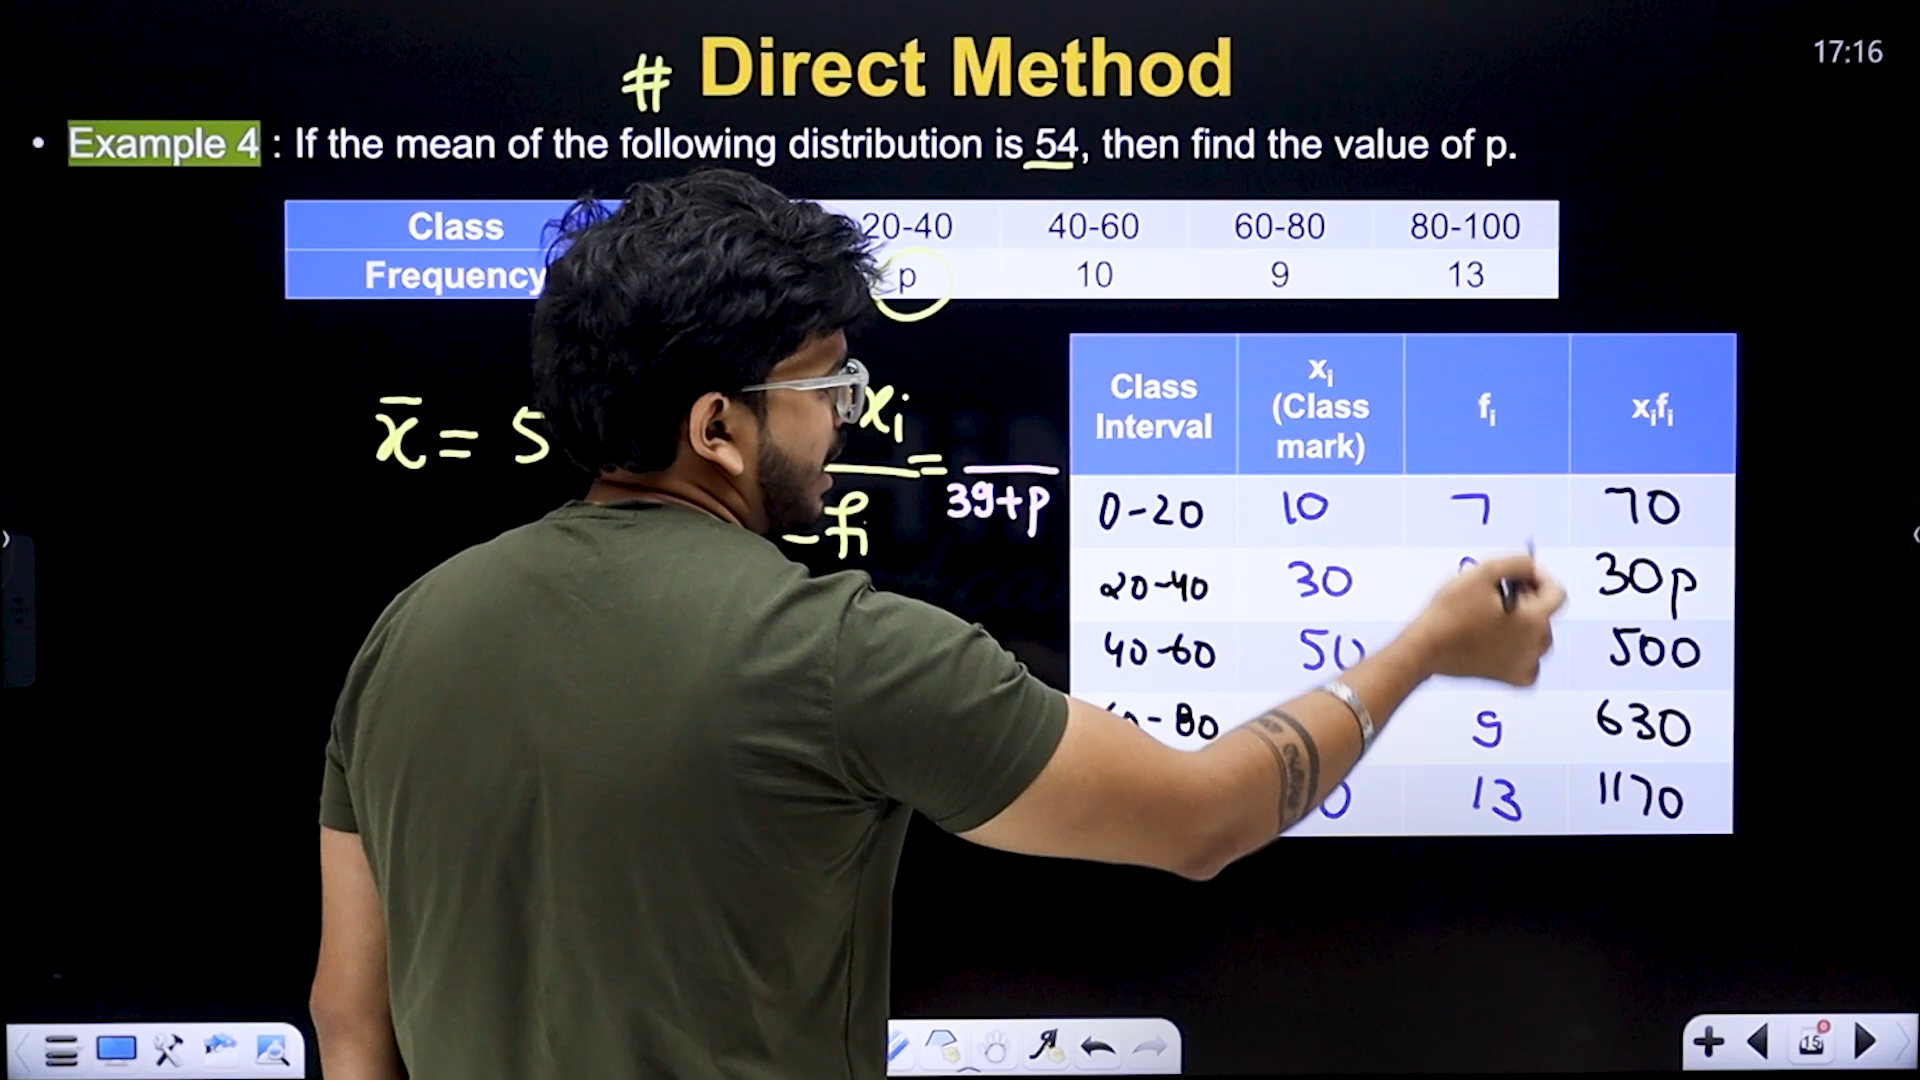 17:16
# Direct Method
• Example 4 : If the mean of the following distribution is 54, then find the value of p.
Class 20-40 40-60 60-80 80-100
Frequency p 10 9 13
x̄ = 5 xi = 
fi 39+p
Class Interval xi (Class mark) fi xifi
0-20 10 7 70
20-40 30 30p
40-60 50 500
80 9 630
0 13 1170
15